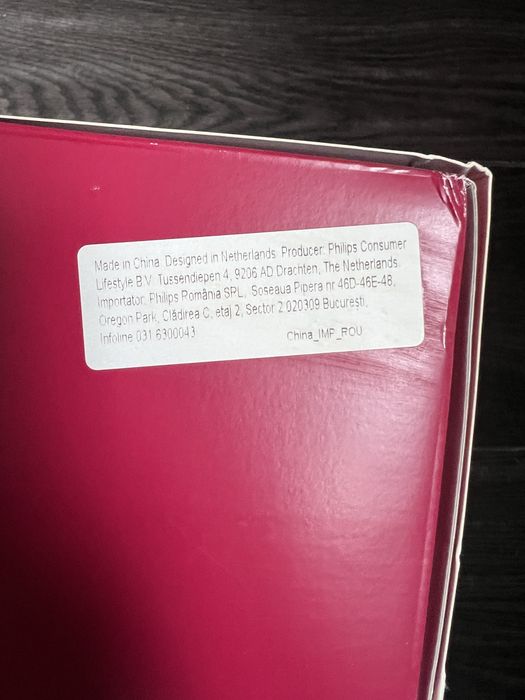 Made in China. Designed in Netherlands. Producer: Philips Consumer
Lifestyle B.V. Tussendiepen 4, 9206 AD Drachten, The Netherlands.
Importator: Philips România SRL, Soseaua Pipera nr 46D-46E-48,
Oregon Park, Clădirea C, etaj 2, Sector 2 020309 București,
Infoline 031.6300043 China_IMP_ROU